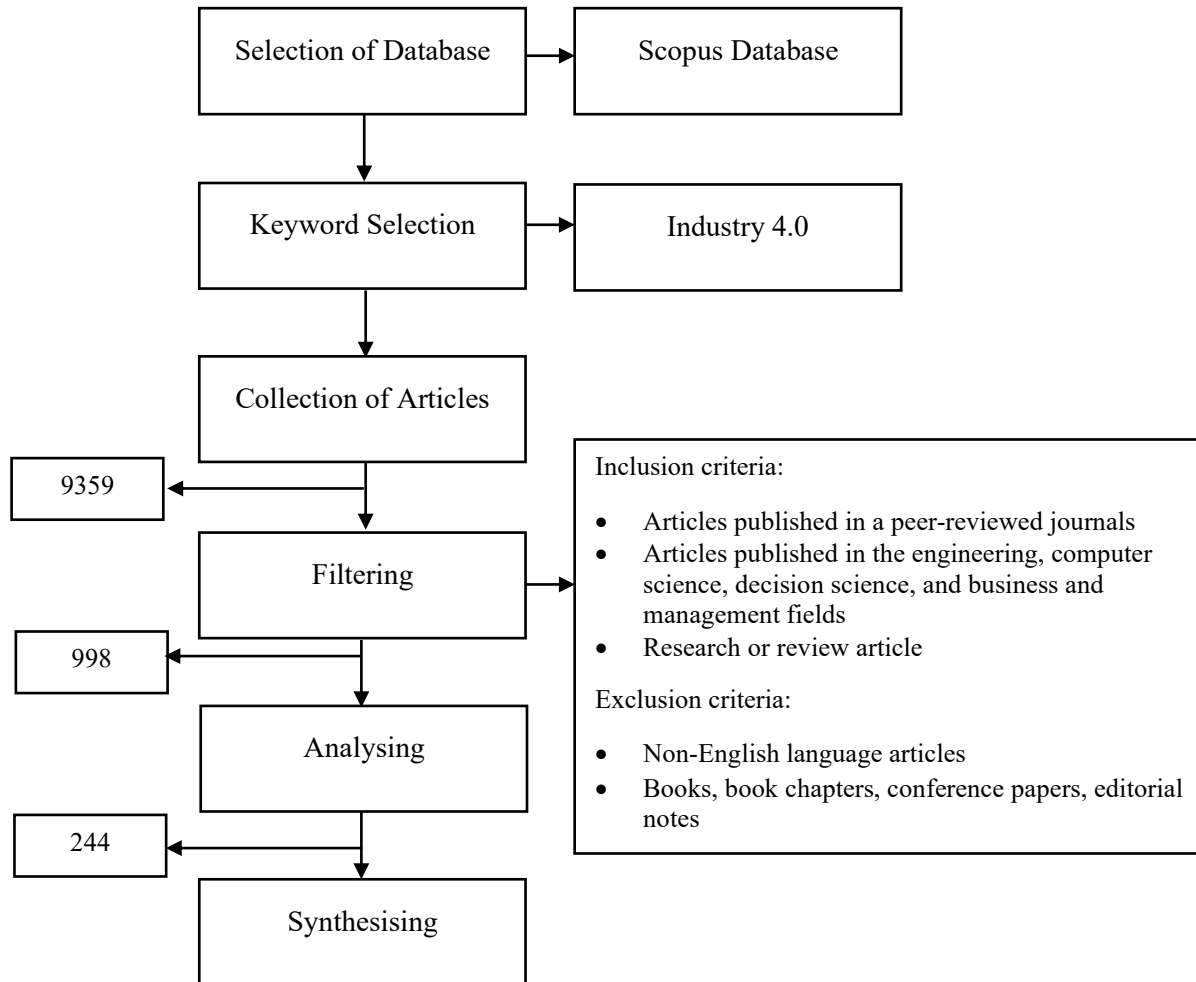 Selection of Database
Scopus Database
Keyword Selection
Industry 4.0
Collection of Articles
9359
Filtering
Inclusion criteria:
• Articles published in a peer-reviewed journals
• Articles published in the engineering, computer
science, decision science, and business and
management fields
• Research or review article
Exclusion criteria:
• Non-English language articles
• Books, book chapters, conference papers, editorial
notes
998
Analysing
244
Synthesising